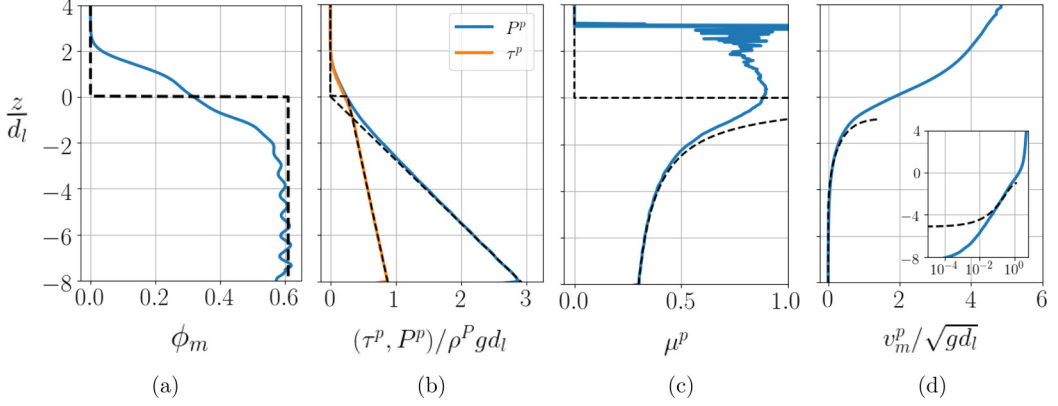 4
2
0
−2
−4
−6
−8
z/d_l
0.0 0.2 0.4 0.6
ϕ_m
(a)
P^p
τ^p
0 1 2 3
(τ^p, P^p)/ρ^P g d_l
(b)
0.0 0.5 1.0
μ^p
(c)
4
0
−4
−8
10^−4 10^−2 10^0
0 2 4 6
v^p_m/√gd_l
(d)